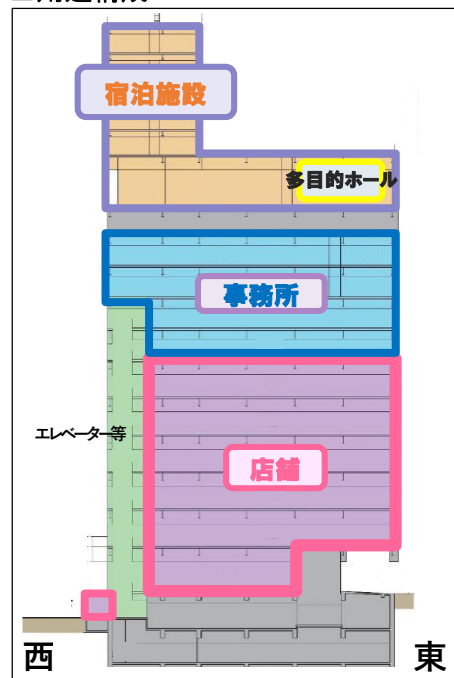 宿泊施設
多目的ホール
事務所
エレベーター等
店舗
西
東